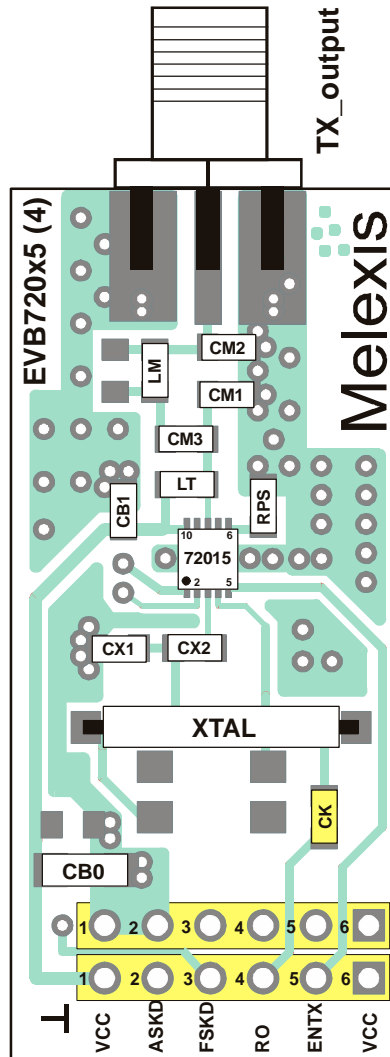 TX_output
EVB720x5 (4)
Melexis
CM2
LM
CM1
CM3
LT
CB1
RPS
10 6
72015
2 5
CX1 CX2
XTAL
CK
CB0
1 2 3 4 5 6
1 2 3 4 5 6
VCC ASKD FSKD RO ENTX VCC